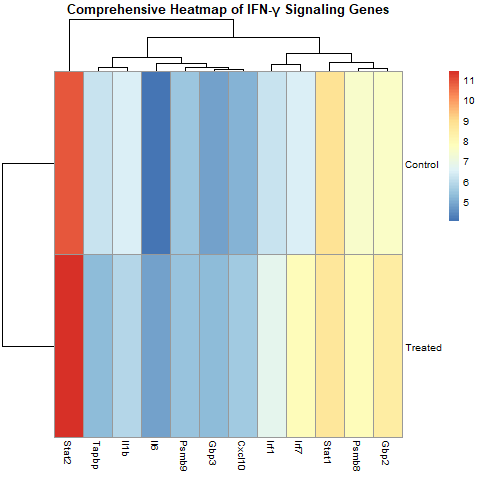 Comprehensive Heatmap of IFN-γ Signaling Genes
11
10
9
8
7
6
5
Control
Treated
Stat2
Tapbp
Il1b
Il6
Psmb9
Gbp3
Cxcl10
Irf1
Irf7
Stat1
Psmb8
Gbp2